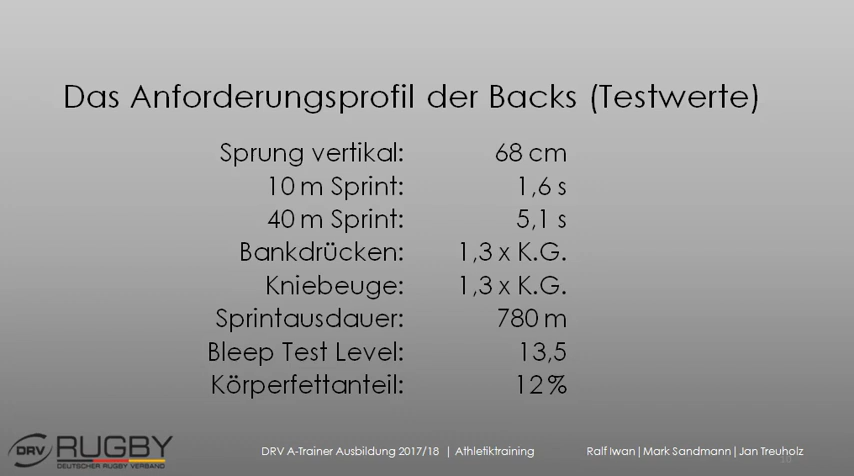 Das Anforderungsprofil der Backs (Testwerte)
Sprung vertikal: 68 cm
10 m Sprint: 1,6 s
40 m Sprint: 5,1 s
Bankdrücken: 1,3 x K.G.
Kniebeuge: 1,3 x K.G.
Sprintausdauer: 780 m
Bleep Test Level: 13,5
Körperfettanteil: 12%
DRV RUGBY
DEUTSCHER RUGBY VERBAND
DRV A-Trainer Ausbildung 2017/18 | Athletiktraining Ralf Iwan|Mark Sandmann|Jan Treuholz